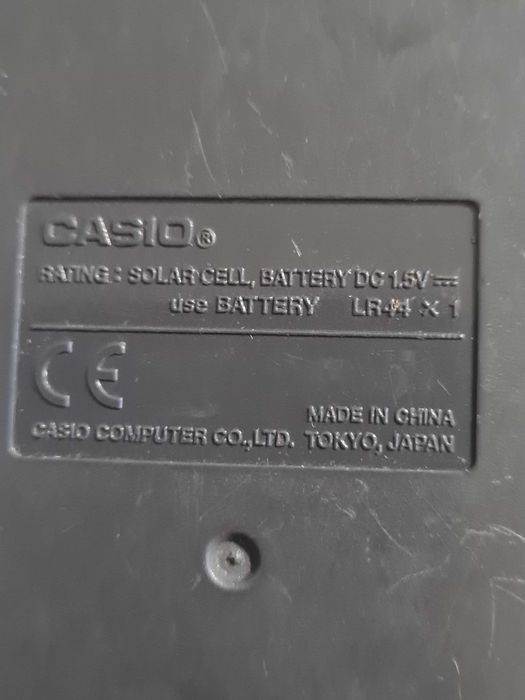 CASIO®
RATING: SOLAR CELL, BATTERY DC 1.5V ⎓
use BATTERY LR44 × 1
CE
MADE IN CHINA
CASIO COMPUTER CO.,LTD. TOKYO, JAPAN